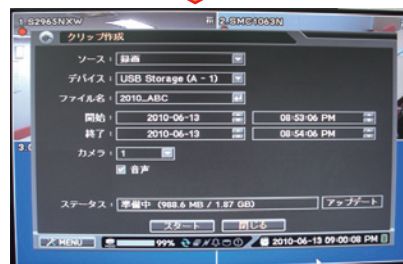 1. S2965NXW 2. SMC1063N
クリップ作成
ソース : 録画
デバイス : USB Storage (A - 1)
ファイル名 : 2010_ABC
開始 : 2010-06-13 08:53:06 PM
終了 : 2010-06-13 08:54:06 PM
カメラ : 1
音声
ステータス : 準備中 (988.6 MB / 1.87 GB) アップデート
スタート 閉じる
MENU 99% 2010-06-13 09:00:08 PM